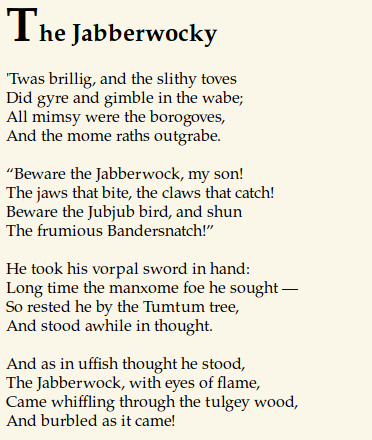 The Jabberwocky
'Twas brillig, and the slithy toves
Did gyre and gimble in the wabe;
All mimsy were the borogoves,
And the mome raths outgrabe.
“Beware the Jabberwock, my son!
The jaws that bite, the claws that catch!
Beware the Jubjub bird, and shun
The frumious Bandersnatch!”
He took his vorpal sword in hand:
Long time the manxome foe he sought —
So rested he by the Tumtum tree,
And stood awhile in thought.
And as in uffish thought he stood,
The Jabberwock, with eyes of flame,
Came whiffling through the tulgey wood,
And burbled as it came!